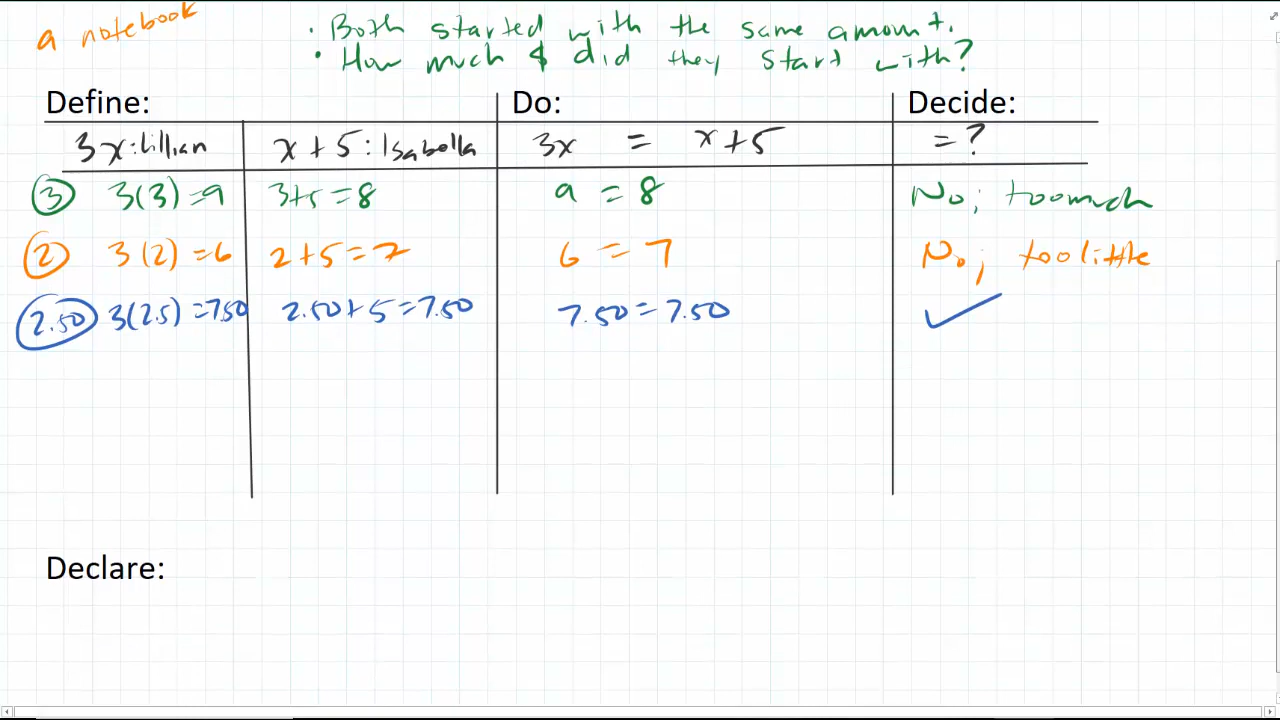 a notebook
· Both started with the same amount.
· How much $ did they start with?
Define: Do: Decide:
3x: Lillian x + 5: Isabella 3x = x + 5 = ?
3 3(3) = 9 3+5 = 8 9 = 8 No; too much
2 3(2) = 6 2 + 5 = 7 6 = 7 No; too little
2.50 3(2.5) = 7.50 2.50 + 5 = 7.50 7.50 = 7.50 ✓
Declare: